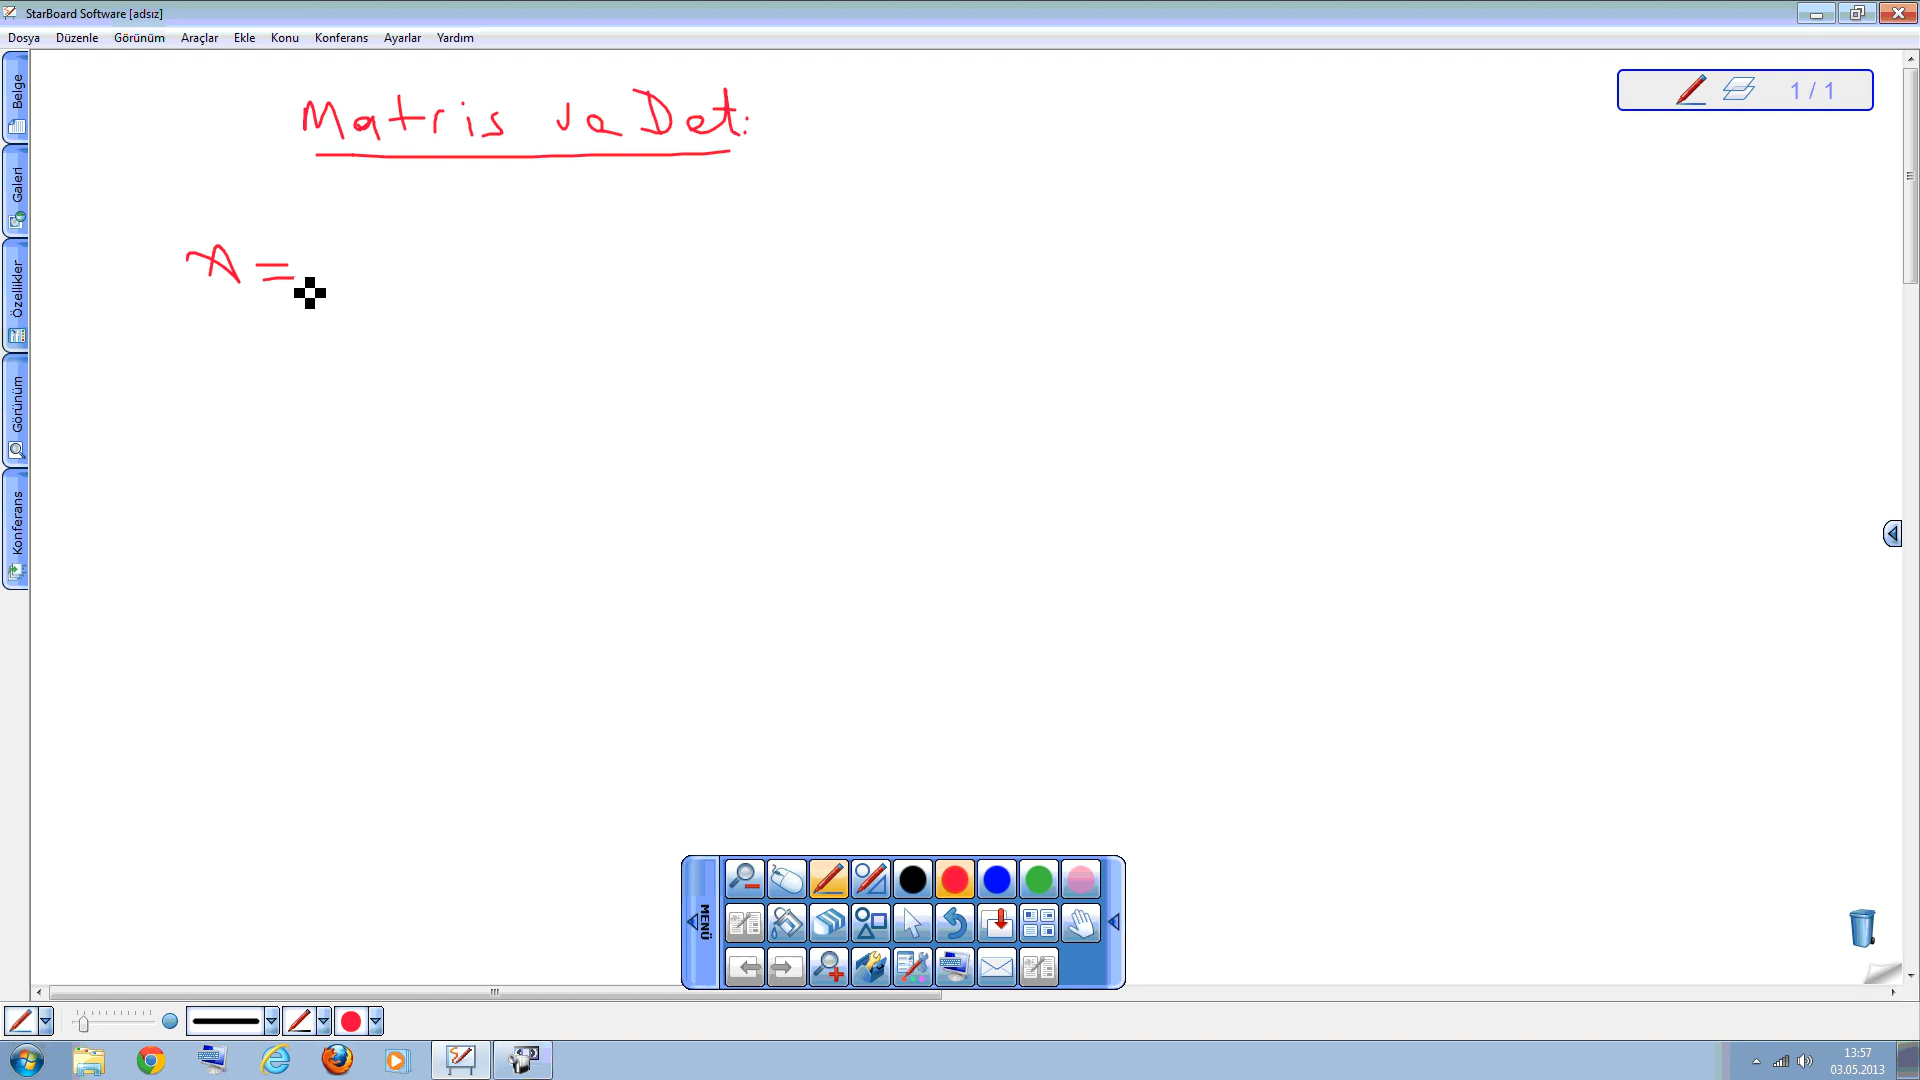 StarBoard Software [adsız]
Dosya Düzenle Görünüm Araçlar Ekle Konu Konferans Ayarlar Yardım
Belge
Galeri
Özellikler
Görünüm
Konferans
1 / 1
Matris ve Det:
A =
MENÜ
13:57
03.05.2013